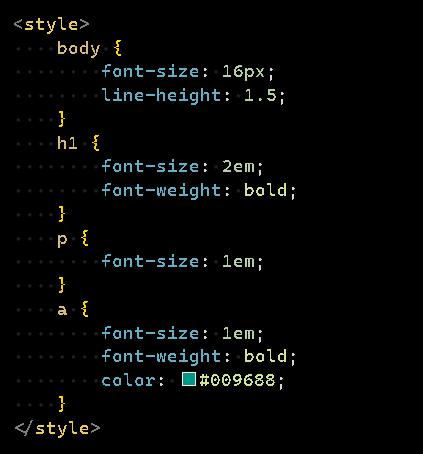 <style>
    body {
        font-size: 16px;
        line-height: 1.5;
    }
    h1 {
        font-size: 2em;
        font-weight: bold;
    }
    p {
        font-size: 1em;
    }
    a {
        font-size: 1em;
        font-weight: bold;
        color: #009688;
    }
</style>